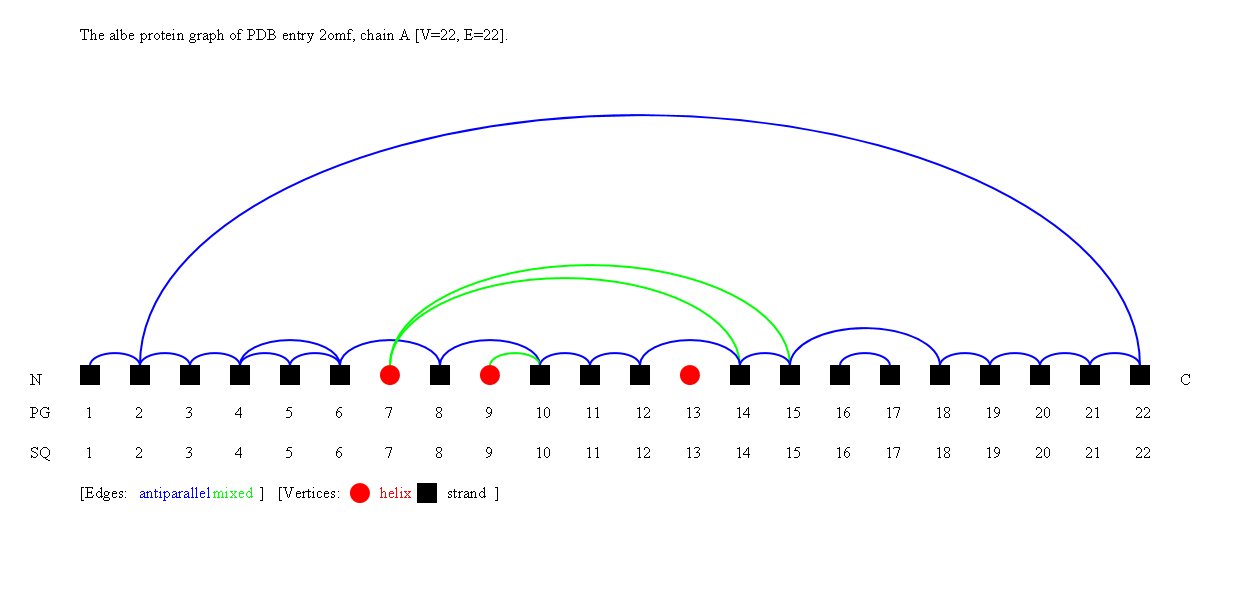 The albe protein graph of PDB entry 2omf, chain A [V=22, E=22].
N C
PG 1 2 3 4 5 6 7 8 9 10 11 12 13 14 15 16 17 18 19 20 21 22
SQ 1 2 3 4 5 6 7 8 9 10 11 12 13 14 15 16 17 18 19 20 21 22
[Edges: antiparallel mixed ] [Vertices: helix strand ]